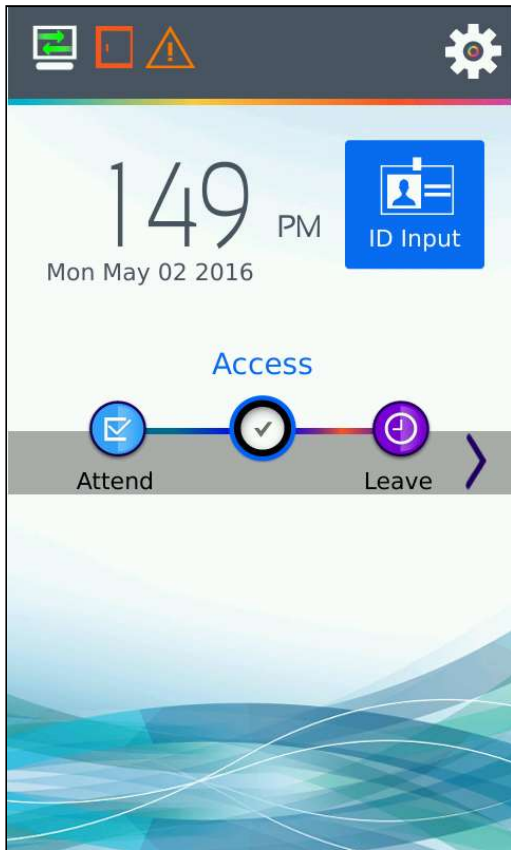 149 PM
ID Input
Mon May 02 2016
Access
Attend
Leave